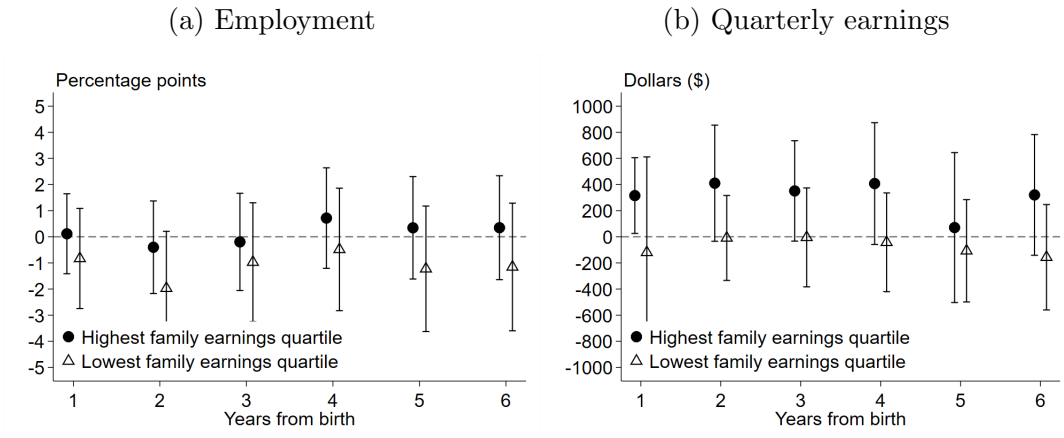 (a) Employment
Percentage points
5
4
3
2
1
0
-1
-2
-3
-4
-5
Highest family earnings quartile
Lowest family earnings quartile
1 2 3 4 5 6
Years from birth
(b) Quarterly earnings
Dollars ($)
1000
800
600
400
200
0
-200
-400
-600
-800
-1000
Highest family earnings quartile
Lowest family earnings quartile
1 2 3 4 5 6
Years from birth